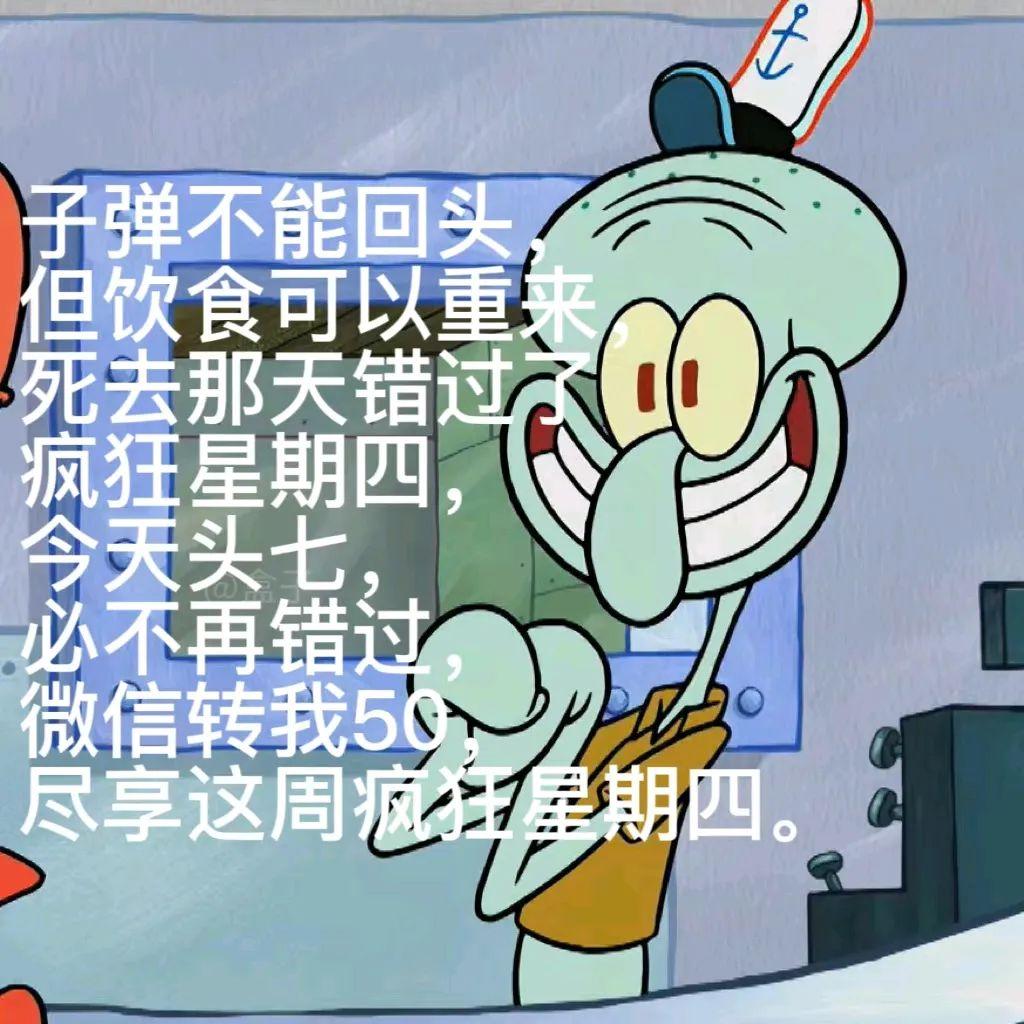 子弹不能回头，
但饮食可以重来，
死去那天错过了
疯狂星期四，
今天头七，
@盒子
必不再错过，
微信转我50，
尽享这周疯狂星期四。